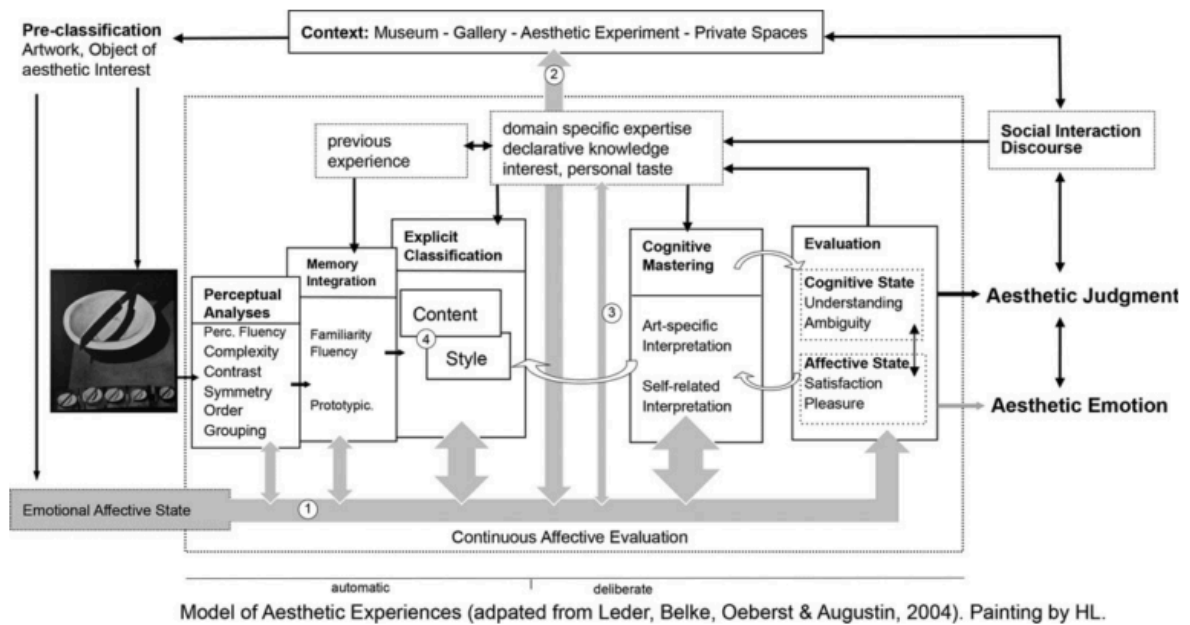 Pre-classification
Artwork, Object of
aesthetic Interest
Context: Museum - Gallery - Aesthetic Experiment - Private Spaces
2
previous
experience
domain specific expertise
declarative knowledge
interest, personal taste
Social Interaction
Discourse
Perceptual
Analyses
Perc. Fluency
Complexity
Contrast
Symmetry
Order
Grouping
Memory
Integration
Familiarity
Fluency
Prototypic.
Explicit
Classification
Content
4
Style
3
Cognitive
Mastering
Art-specific
Interpretation
Self-related
Interpretation
Evaluation
Cognitive State
Understanding
Ambiguity
Affective State
Satisfaction
Pleasure
Aesthetic Judgment
Aesthetic Emotion
Emotional Affective State
1
Continuous Affective Evaluation
automatic
deliberate
Model of Aesthetic Experiences (adpated from Leder, Belke, Oeberst & Augustin, 2004). Painting by HL.